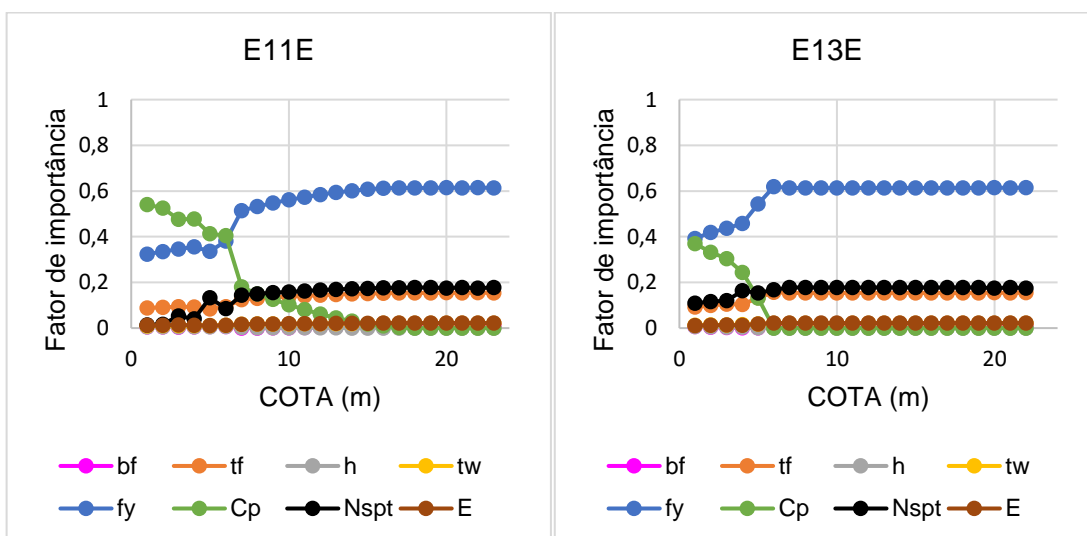 E11E
Fator de importância
1
0,8
0,6
0,4
0,2
0
0 10 20
COTA (m)
bf tf h tw
fy Cp Nspt E
E13E
Fator de importância
1
0,8
0,6
0,4
0,2
0
0 10 20
COTA (m)
bf tf h tw
fy Cp Nspt E